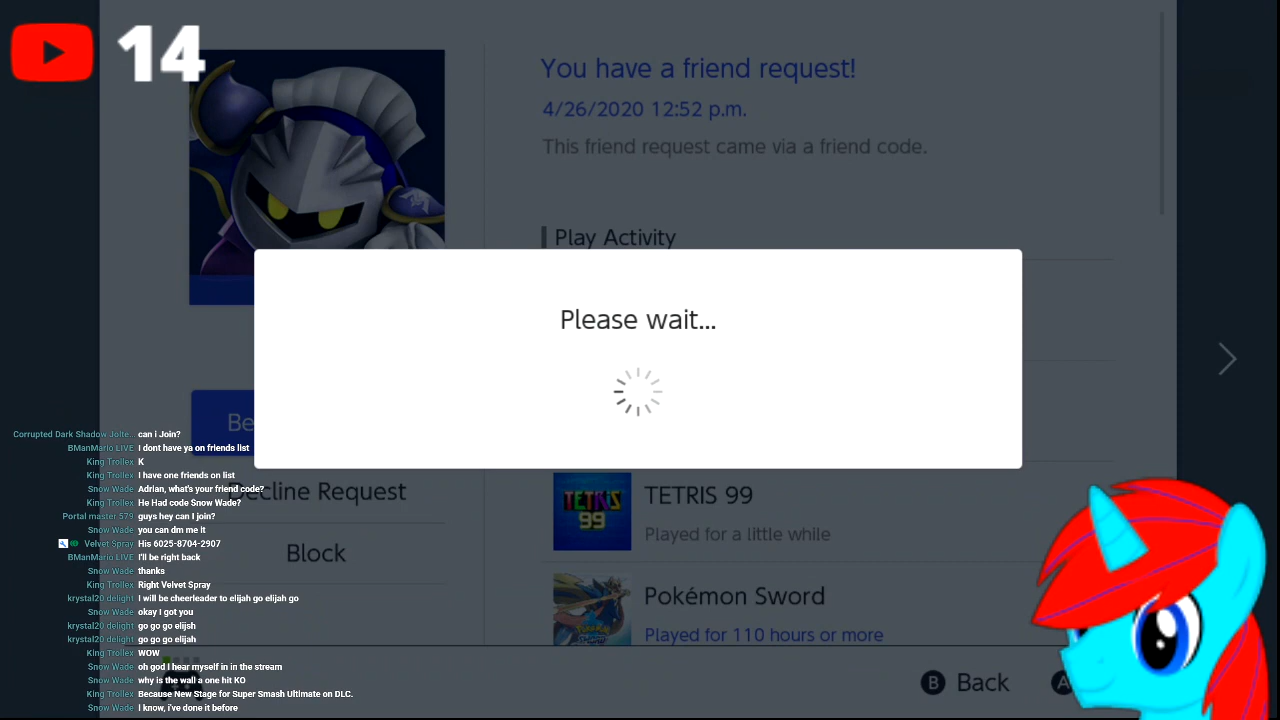 14
You have a friend request!
4/26/2020 12:52 p.m.
This friend request came via a friend code.
Play Activity
Please wait...
Be
Decline Request
Block
TETRIS 99
TETRIS 99
Played for a little while
Pokémon Sword
Played for 110 hours or more
B Back
A
Corrupted Dark Shadow Jolte... can i Join?
BManMario LIVE I dont have ya on friends list
King Trollex K
King Trollex I have one friends on list
Snow Wade Adrian, what's your friend code?
King Trollex He Had code Snow Wade?
Portal master 579 guys hey can I join?
Snow Wade you can dm me It
Velvet Spray His 6025-8704-2907
BManMario LIVE I'll be right back
Snow Wade thanks
King Trollex Right Velvet Spray
krystal20 delight I will be cheerleader to elijah go elijah go
Snow Wade okay I got you
krystal20 delight go go go elijsh
krystal20 delight go go go elijah
King Trollex WOW
Snow Wade oh god I hear myself in in the stream
Snow Wade why is the wall a one hit KO
King Trollex Because New Stage for Super Smash Ultimate on DLC.
Snow Wade I know, i've done it before